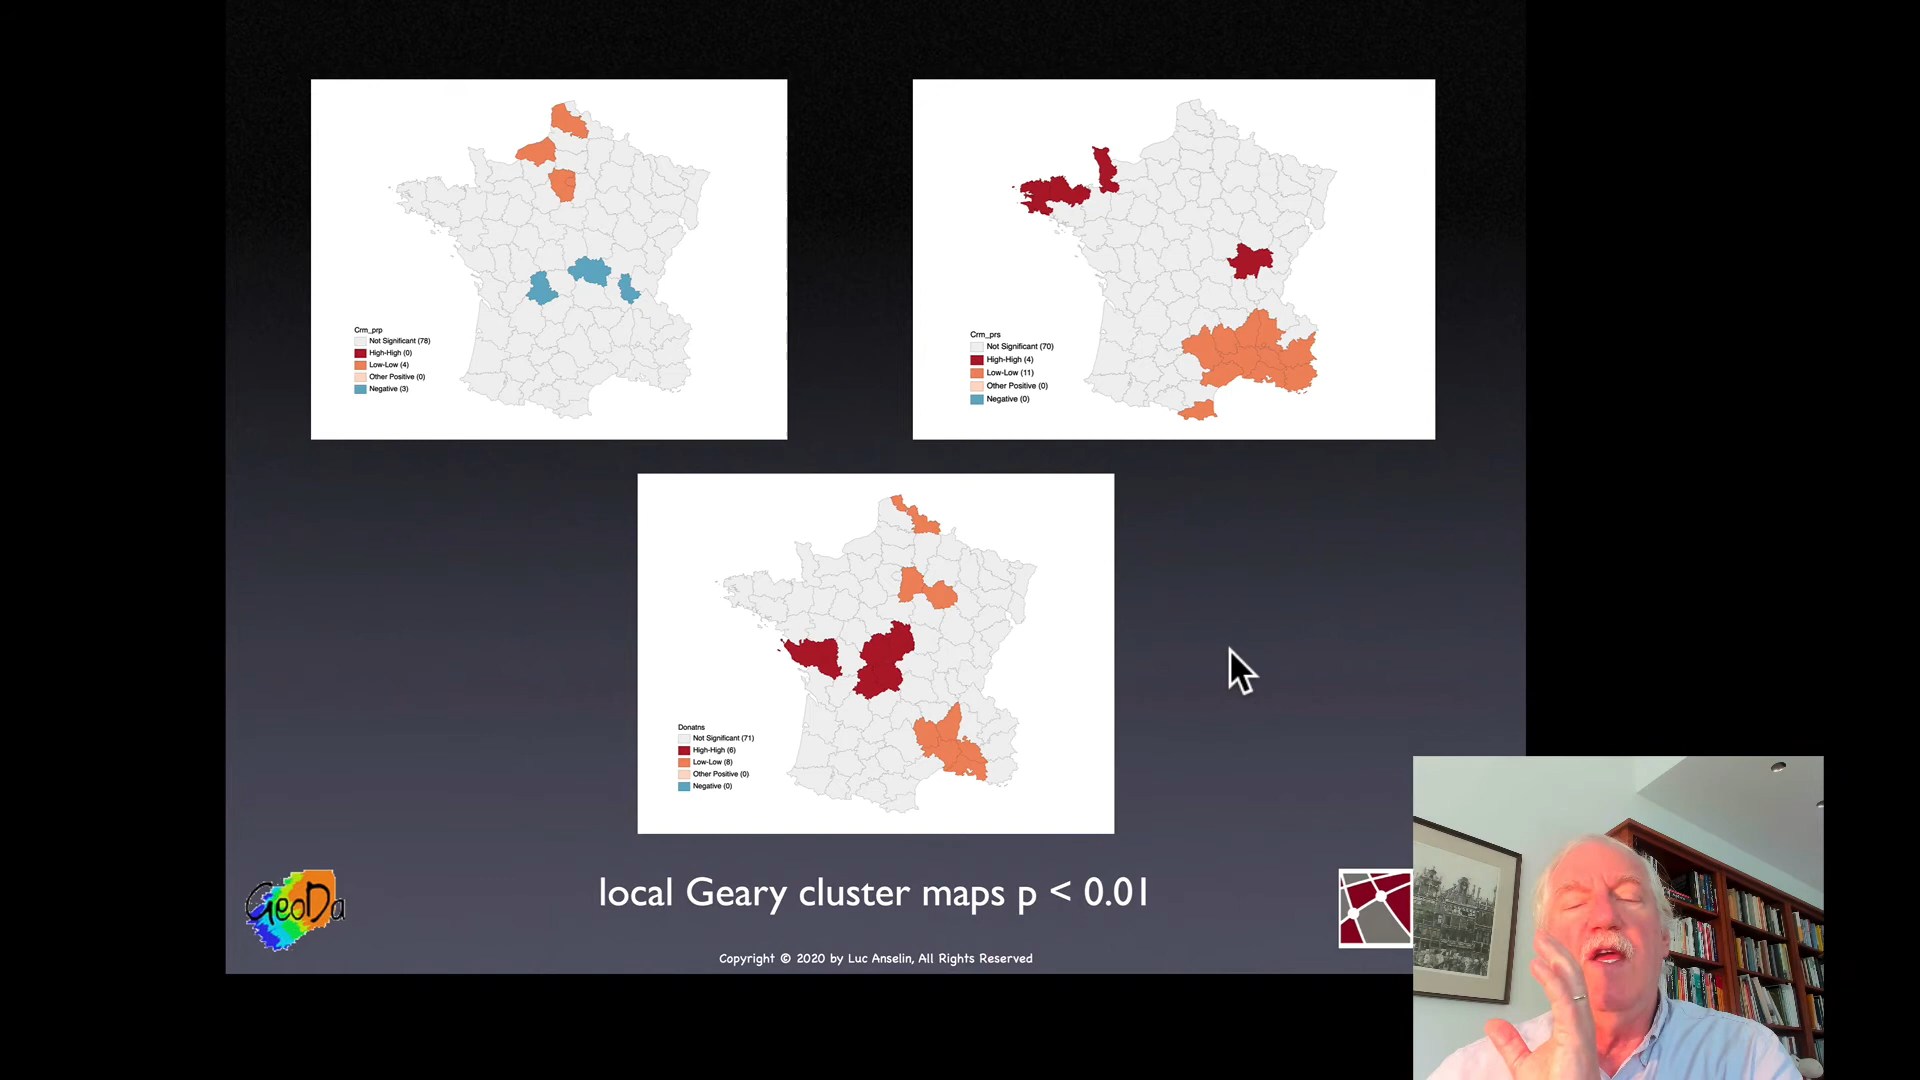 Crm_prp
Not Significant (78)
High-High (0)
Low-Low (4)
Other Positive (0)
Negative (3)
Crm_prs
Not Significant (70)
High-High (4)
Low-Low (11)
Other Positive (0)
Negative (0)
Donatns
Not Significant (71)
High-High (6)
Low-Low (8)
Other Positive (0)
Negative (0)
GeoDa
local Geary cluster maps p < 0.01
Copyright © 2020 by Luc Anselin, All Rights Reserved